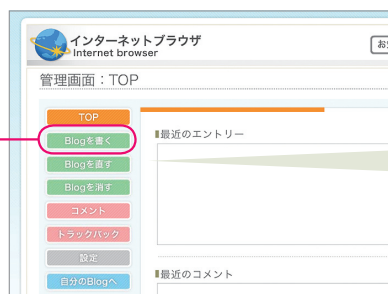 インターネットブラウザ
Internet browser
管理画面：TOP
TOP
Blogを書く
Blogを直す
Blogを消す
コメント
トラックバック
設定
自分のBlogへ
最近のエントリー
最近のコメント